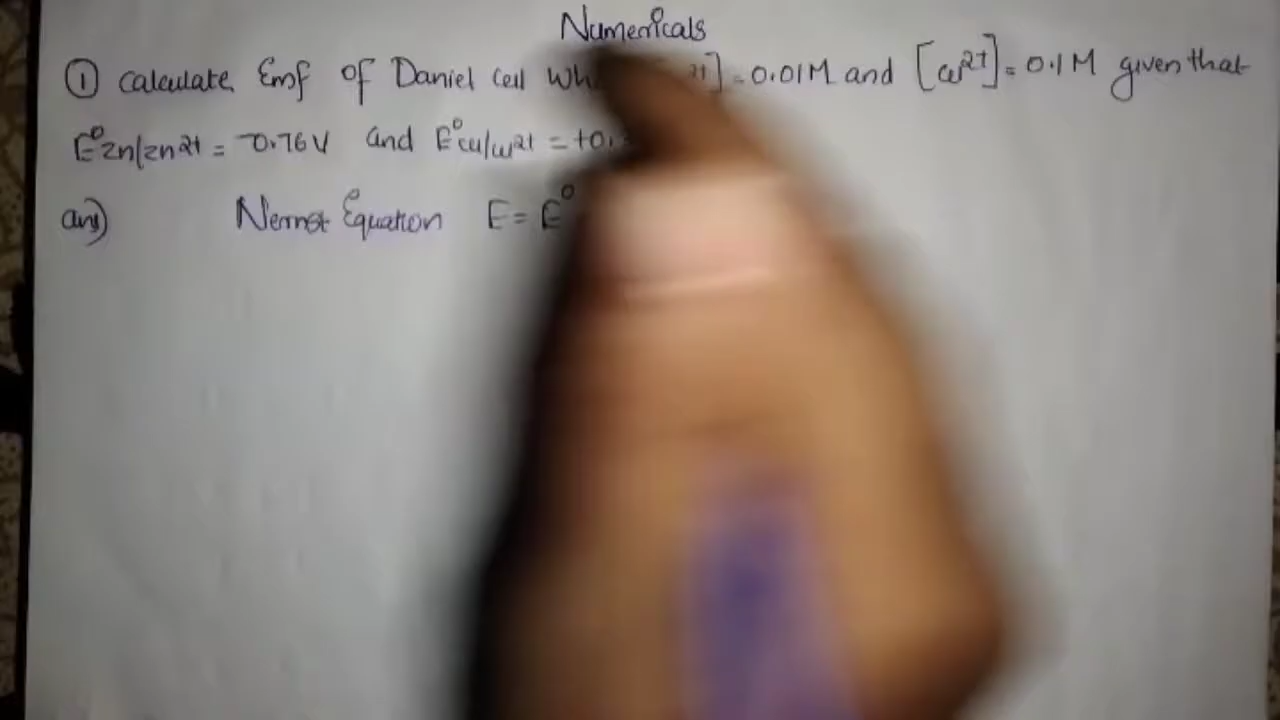 Numericals
① calculate Emf of Daniel cell Wh 2+] = 0.01M and [cu2+] = 0.1M given that
E°zn/zn2+ = -0.76V and E°cu/cu2+ = +0.
ans) Nernst Equation E = E°